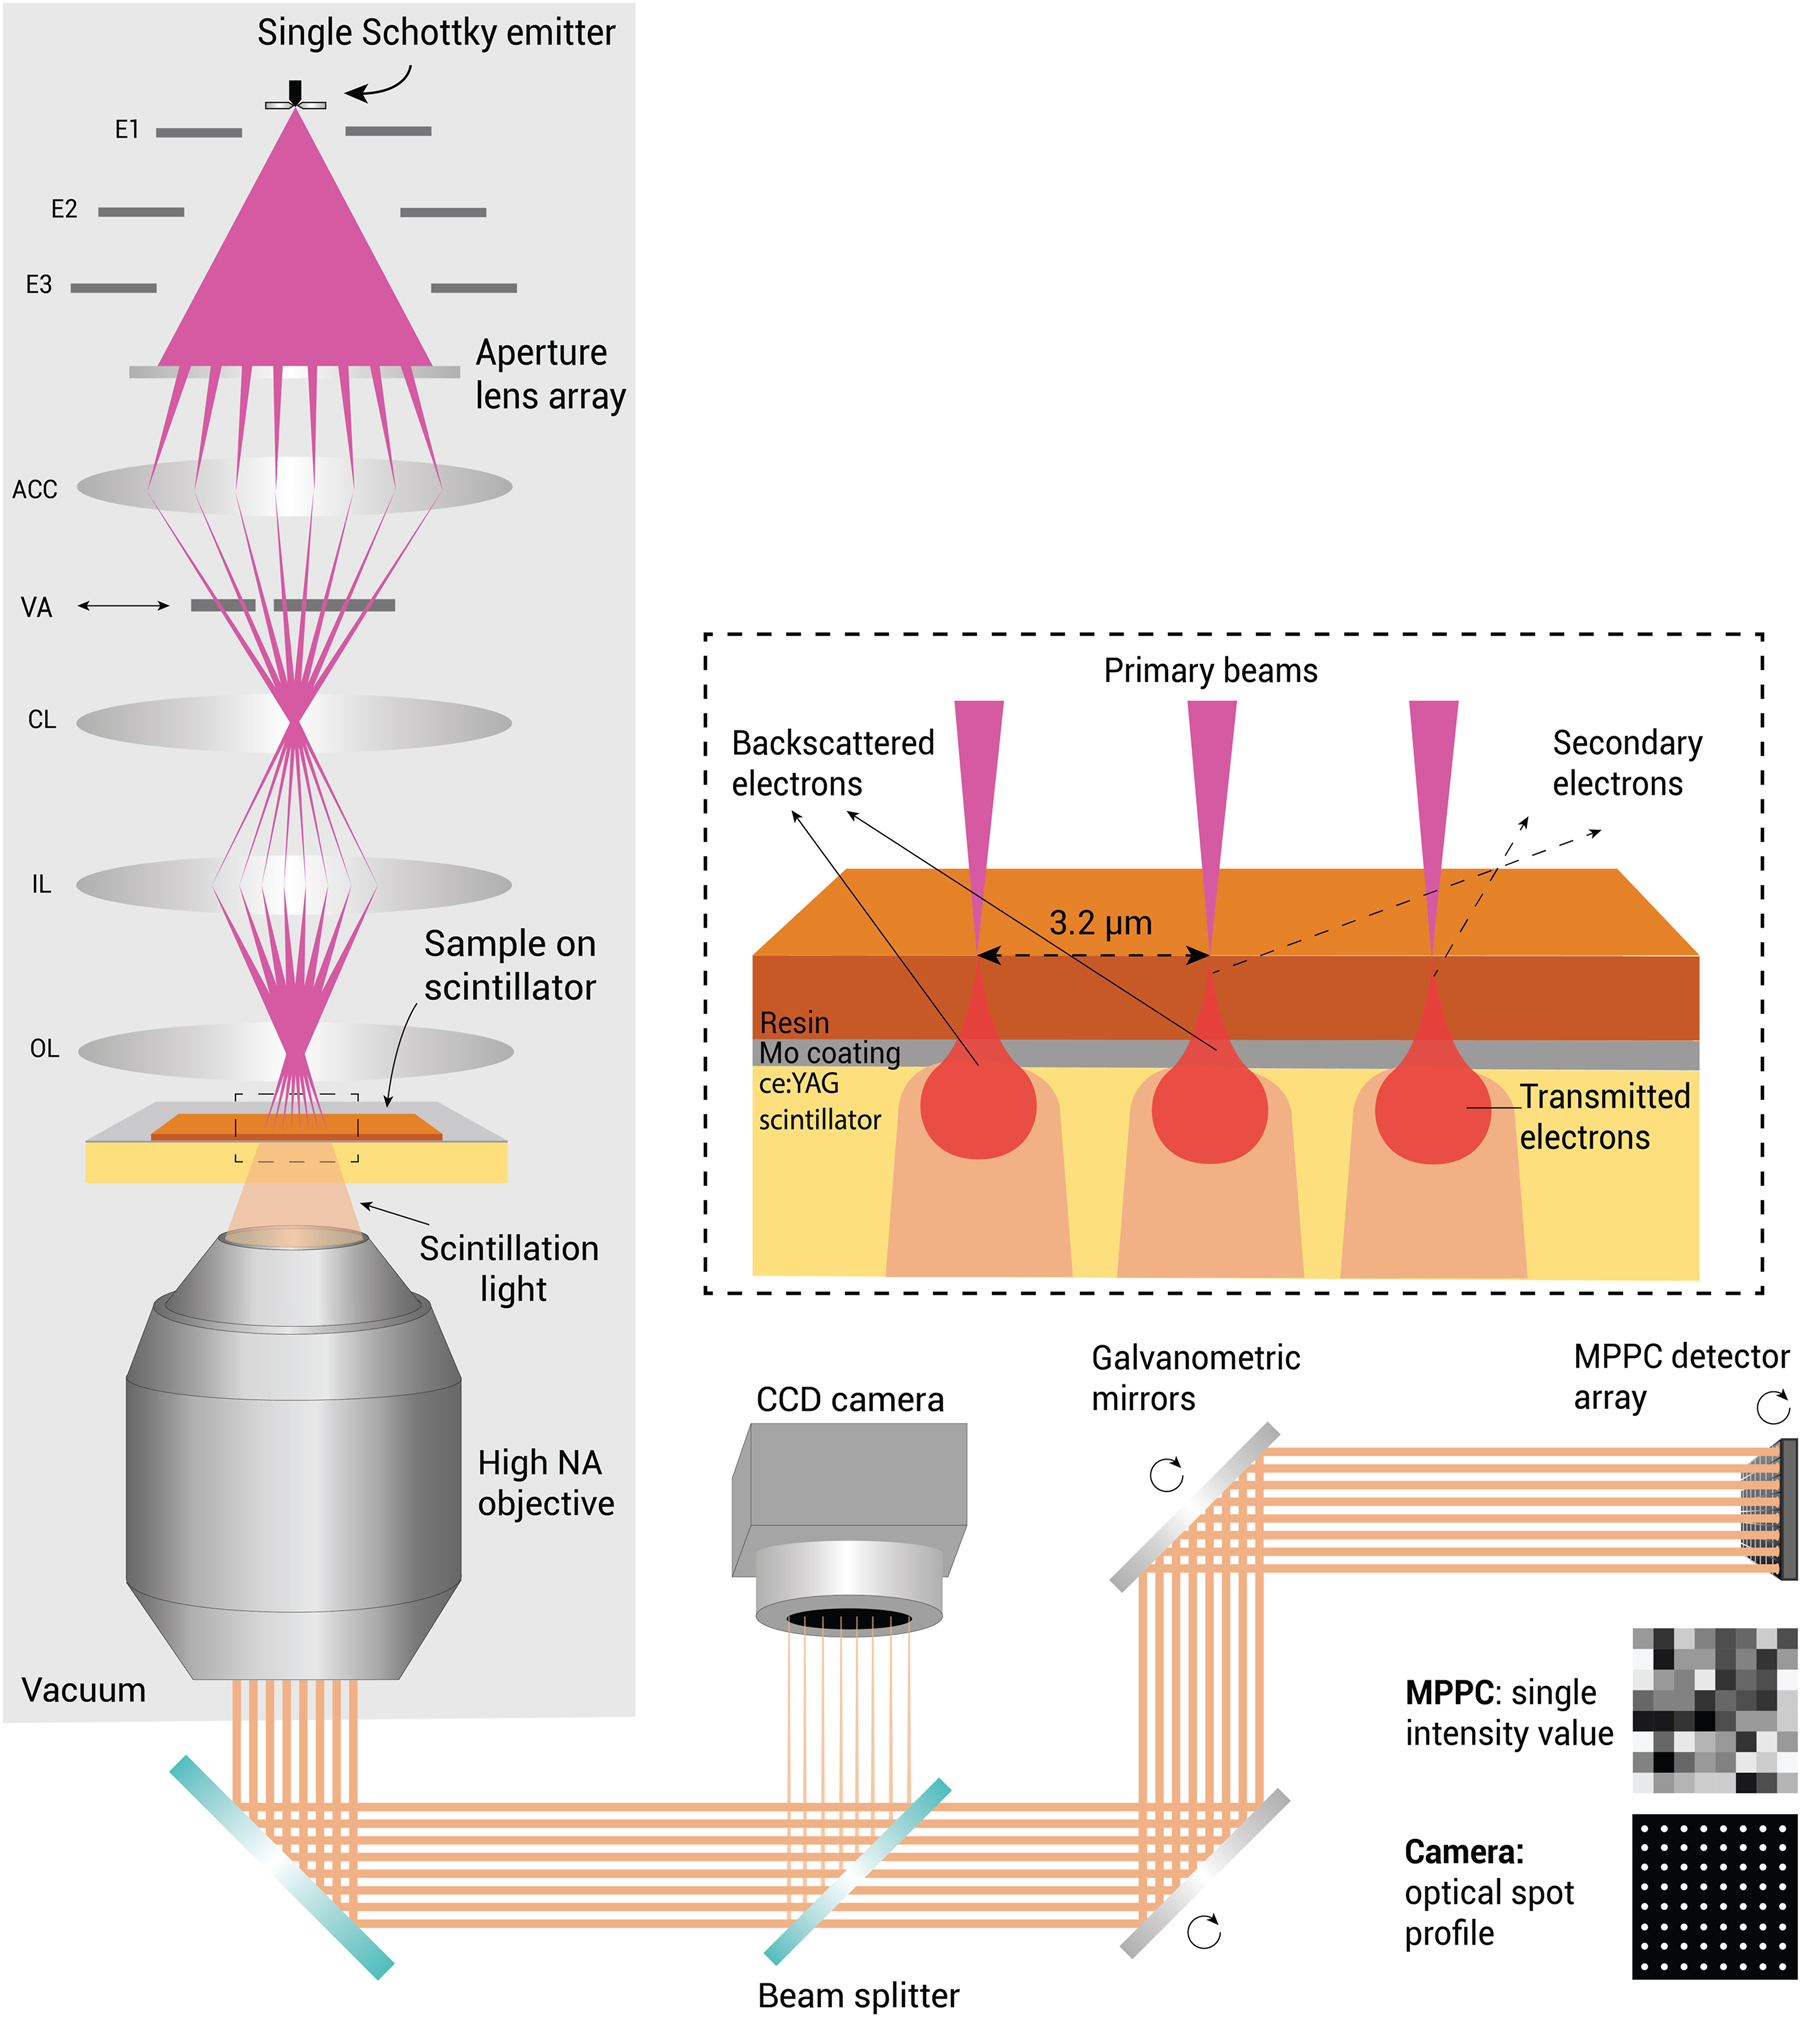 Single Schottky emitter
E1
E2
E3
Aperture
lens array
ACC
VA
CL
IL
Sample on
scintillator
OL
Scintillation
light
High NA
objective
Vacuum
Primary beams
Backscattered
electrons
Secondary
electrons
3.2 µm
Resin
Mo coating
ce:YAG
scintillator
Transmitted
electrons
CCD camera
Galvanometric
mirrors
MPPC detector
array
Beam splitter
MPPC: single
intensity value
Camera:
optical spot
profile